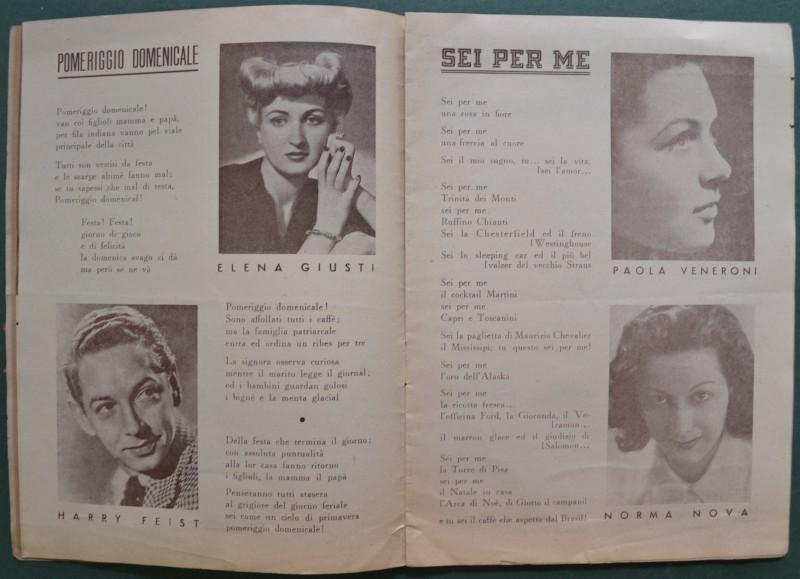 POMERIGGIO DOMENICALE
Pomeriggio domenicale!
van coi figlioli mamma e papà,
per fila indiana vanno pel viale
principale della città
Tutti son vestiti da festa
e le scarpe ahimè fanno mal;
se tu sapessi che mal di testa,
Pomeriggio domenical!
Festa! Festa!
giorno di gioco
e di felicità
la domenica svago ci dà
ma però se ne và
ELENA GIUSTI
HARRY FEIST
Pomeriggio domenicale!
Sono affollati tutti i caffè;
ma la famiglia patriarcale
entra ed ordina un ribes per tre
La signora osserva curiosa
mentre il marito legge il giornal;
ed i bambini guardan golosi
i bignè e la menta glacial
Della festa che termina il giorno;
con assoluta puntualità
alla lor casa fanno ritorno
i figlioli, la mamma il papà
Penseranno tutti stasera
al grigiore del giorno feriale
sei come un cielo di primavera
pomeriggio domenicale!
SEI PER ME
Sei per me
una rosa in fiore
Sei per me
una freccia al cuore
Sei il mio sogno, tu... sei la vita,
[sei l'amor...
Sei per me
Trinità dei Monti
sei per me
Ruffino Chianti
Sei la Chesterfield ed il freno
[Westinghouse
Sei lo sleeping car ed il più bel
[valzer del vecchio Straus
Sei per me
il cocktail Martini
sei per me
Capri e Toscanini
Sei la paglietta di Maurizio Chevalier
il Mississipi; tu questo sei per me!
Sei per me
l'oro dell'Alaska
Sei per me
la ricotta fresca...
l'officina Ford, la Gioconda, il Ve-
[ramon...
il marron glace ed il giudizio di
[Salomon...
Sei per me
la Torre di Pisa
sei per me
il Natale in casa
l'Arca di Noè, di Giotto il campanil
e tu sei il caffè che aspetto dal Bresil!
PAOLA VENERONI
NORMA NOVA